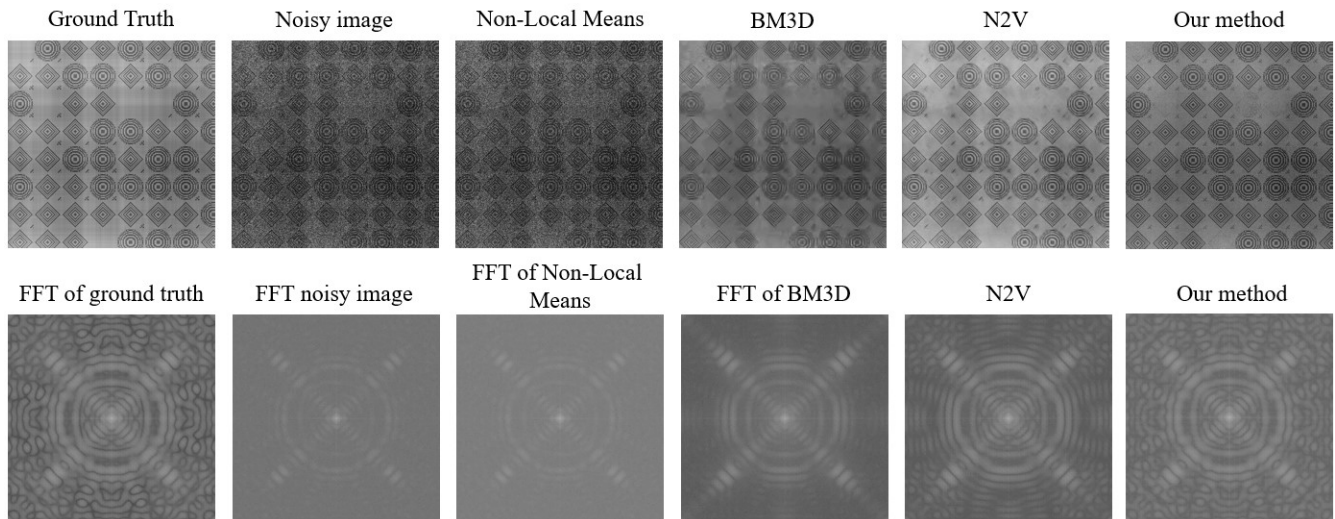 Ground Truth
Noisy image
Non-Local Means
BM3D
N2V
Our method
FFT of ground truth
FFT noisy image
FFT of Non-Local
Means
FFT of BM3D
N2V
Our method